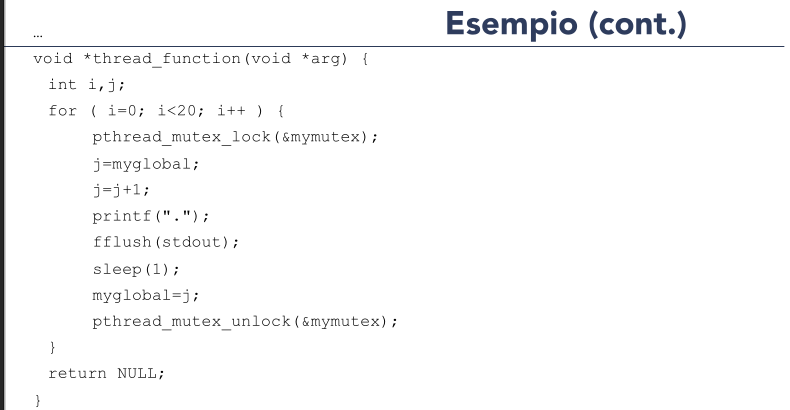 Esempio (cont.)
…
void *thread_function(void *arg) {
int i,j;
for ( i=0; i<20; i++ ) {
pthread_mutex_lock(&mymutex);
j=myglobal;
j=j+1;
printf(".");
fflush(stdout);
sleep(1);
myglobal=j;
pthread_mutex_unlock(&mymutex);
}
return NULL;
}